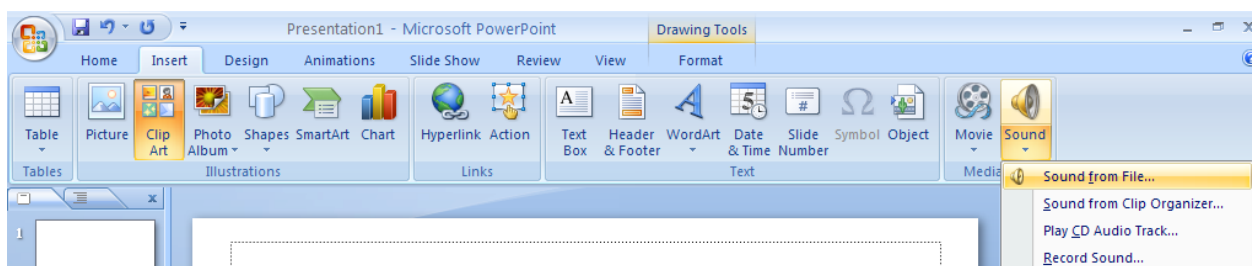 Presentation1 - Microsoft PowerPoint Drawing Tools
Home Insert Design Animations Slide Show Review View Format
Table Picture Clip Art Photo Album Shapes SmartArt Chart Hyperlink Action Text Box Header & Footer WordArt Date & Time Slide Number Symbol Object Movie Sound
Tables Illustrations Links Text Media
Sound from File...
Sound from Clip Organizer...
Play CD Audio Track...
Record Sound...
1